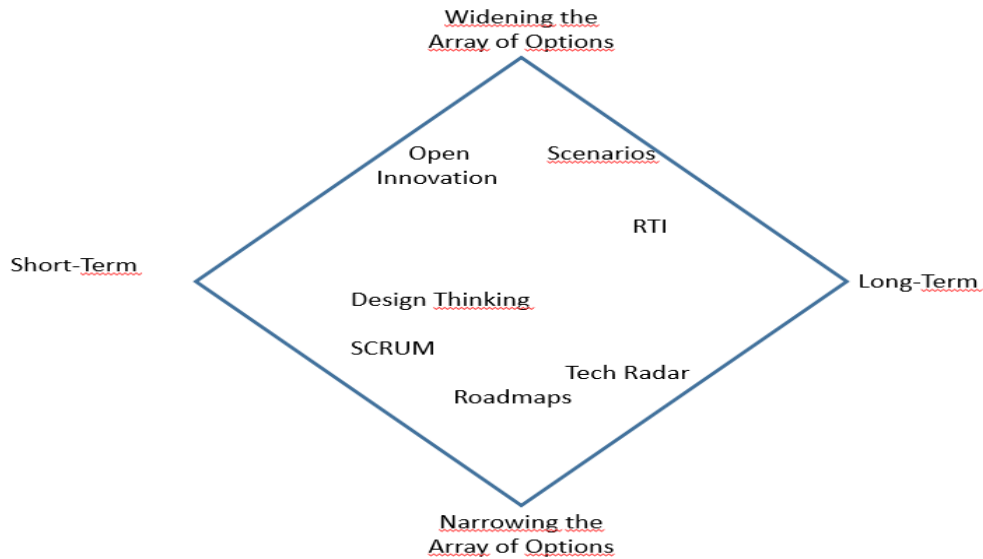 Widening the
Array of Options
Open
Innovation
Scenarios
RTI
Short-Term
Long-Term
Design Thinking
SCRUM
Tech Radar
Roadmaps
Narrowing the
Array of Options